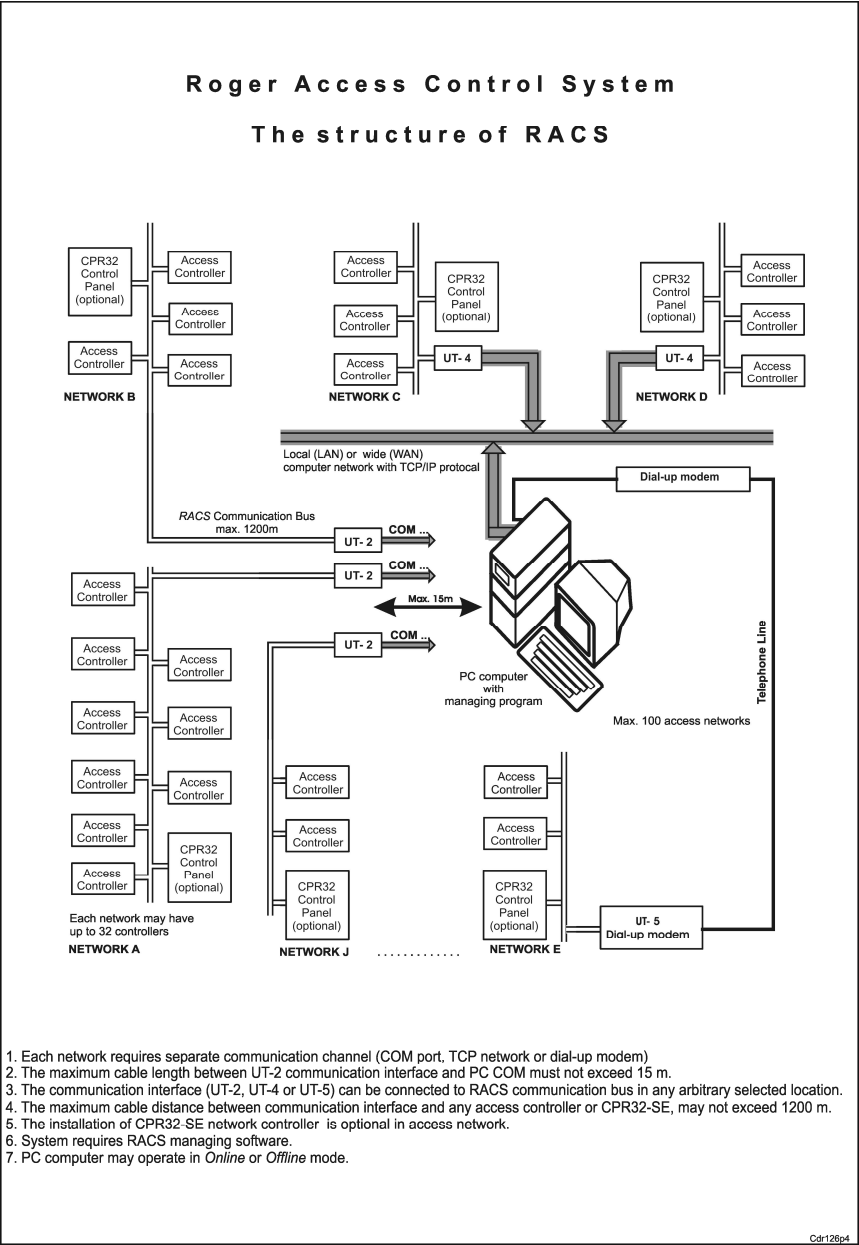 Roger Access Control System
The structure of RACS
CPR32
Control
Panel
(optional)
Access
Controller
Access
Controller
Access
Controller
Access
Controller
NETWORK B
Access
Controller
Access
Controller
Access
Controller
CPR32
Control
Panel
(optional)
UT- 4
NETWORK C
CPR32
Control
Panel
(optional)
UT- 4
Access
Controller
Access
Controller
Access
Controller
NETWORK D
Local (LAN) or wide (WAN)
computer network with TCP/IP protocal
Dial-up modem
RACS Communication Bus
max. 1200m
UT- 2
COM ...
UT- 2
COM ...
Max. 15m
UT- 2
COM ..
PC computer
with
managing program
Telephone Line
Max. 100 access networks
Access
Controller
Access
Controller
Access
Controller
Access
Controller
Access
Controller
Access
Controller
Access
Controller
Access
Controller
Access
Controller
CPR32
Control
Panel
(optional)
Each network may have
up to 32 controllers
NETWORK A
Access
Controller
Access
Controller
CPR32
Control
Panel
(optional)
NETWORK J
. . . . . . . . . . . . .
Access
Controller
Access
Controller
CPR32
Control
Panel
(optional)
NETWORK E
UT- 5
Dial-up modem
1. Each network requires separate communication channel (COM port, TCP network or dial-up modem)
2. The maximum cable length between UT-2 communication interface and PC COM must not exceed 15 m.
3. The communication interface (UT-2, UT-4 or UT-5) can be connected to RACS communication bus in any arbitrary selected location.
4. The maximum cable distance between communication interface and any access controller or CPR32-SE, may not exceed 1200 m.
5. The installation of CPR32-SE network controller is optional in access network.
6. System requires RACS managing software.
7. PC computer may operate in Online or Offline mode.
Cdr126p4